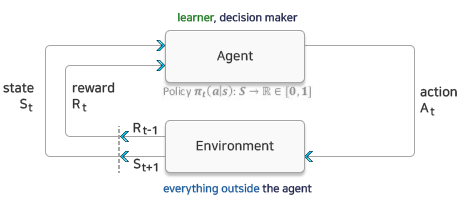 learner, decision maker
Agent
Policy πₜ(a|s): S → ℝ ∈ [0, 1]
state
Sₜ
reward
Rₜ
action
Aₜ
Rt-1
St+1
Environment
everything outside the agent